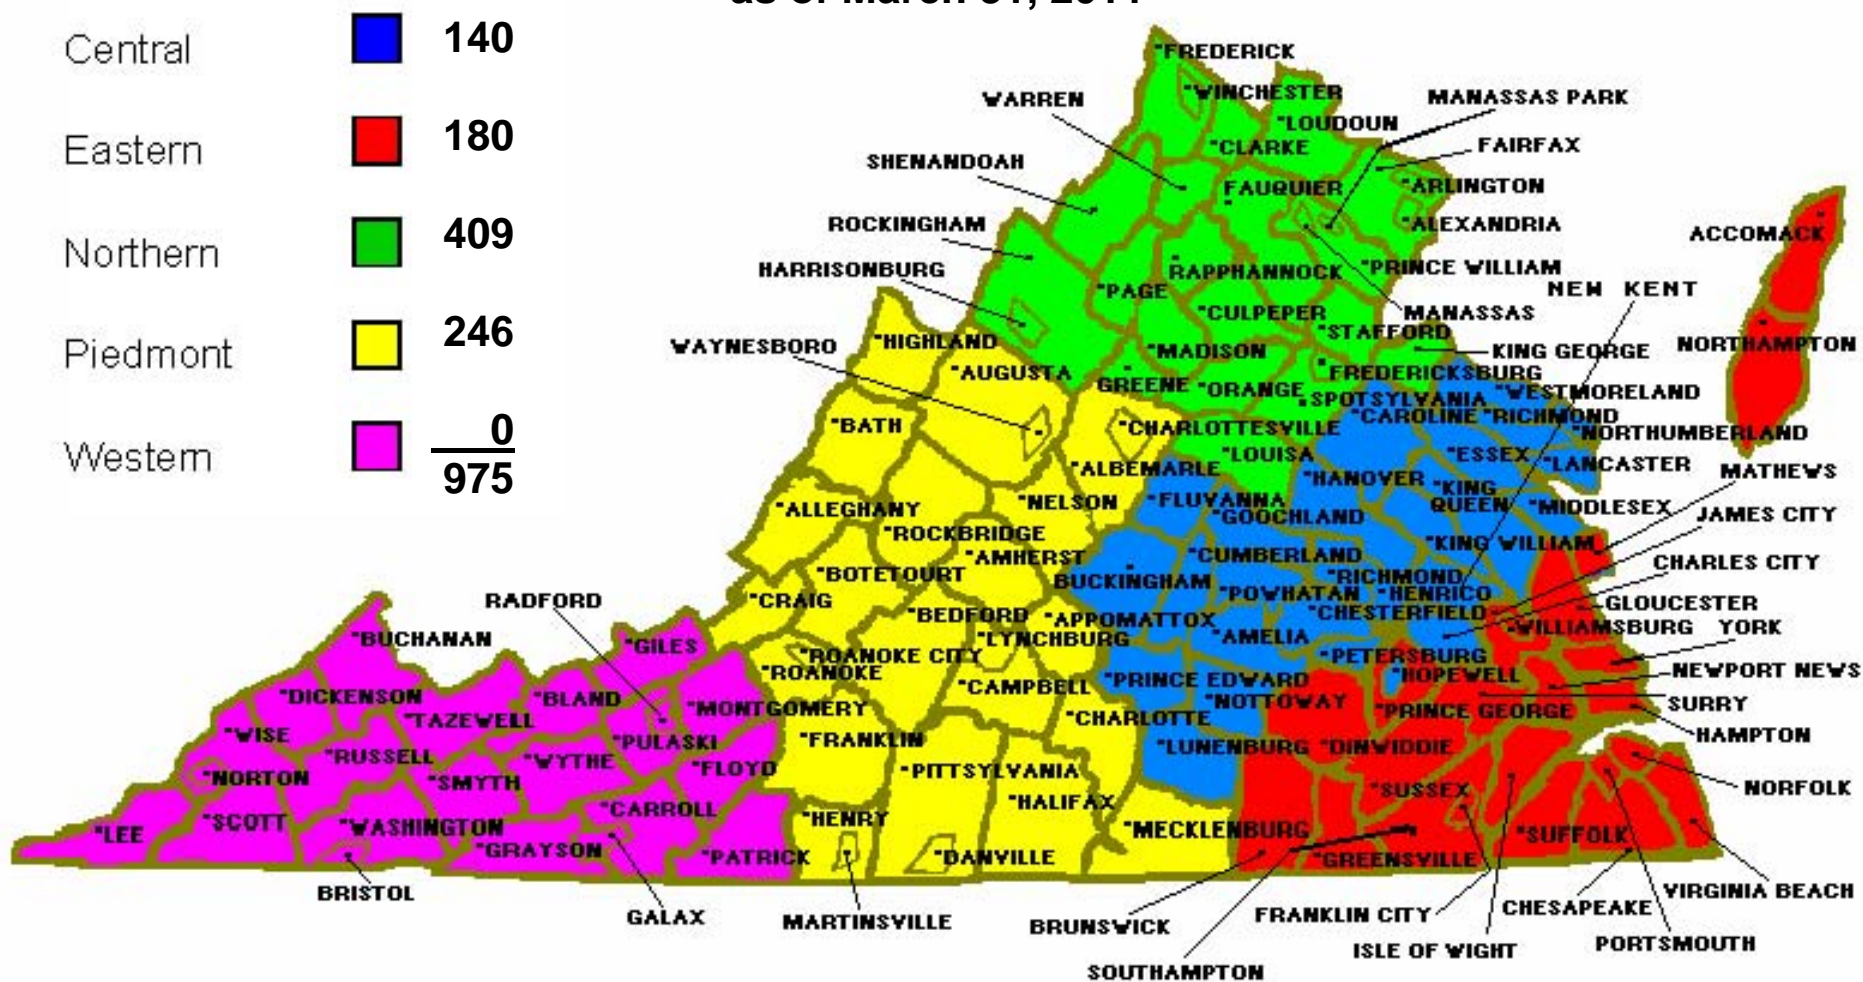 as of March 31,
Central 140
Eastern 180
Northern 409
Piedmont 246
Western 0
975
"FREDERICK
"WINCHESTER
WARREN
MANASSAS PARK
"LOUDOUN
"CLARKE
FAIRFAX
SHENANDOAH
FAUQUIER
"ARLINGTON
ROCKINGHAM
"ALEXANDRIA
ACCOMACK
HARRISONBURG
RAPPHANNOCK
"PRINCE WILLIAM
"PAGE
NEW KENT
"CULPEPER
MANASSAS
"STAFFORD
WAYNESBORO
"HIGHLAND
"MADISON
KING GEORGE
NORTHAMPTON
"AUGUSTA
GREENE
"ORANGE
"FREDERICKSBURG
"SPOTSYLVANIA
"WESTMORELAND
"CAROLINE
"RICHMOND
"BATH
"CHARLOTTESVILLE
"NORTHUMBERLAND
"LOUISA
"ESSEX
"LANCASTER
"ALBEMARLE
"HANOVER
MATHEWS
"KING
QUEEN
"NELSON
"FLUVANNA
"GOOCHLAND
"MIDDLESEX
JAMES CITY
"ALLEGHANY
"ROCKBRIDGE
"KING WILLIAM
"AMHERST
"CUMBERLAND
CHARLES CITY
"BOTETOURT
BUCKINGHAM
"RICHMOND
"POWHATAN
"HENRICO
RADFORD
"CRAIG
"GLOUCESTER
"BEDFORD
"APPOMATTOX
"CHESTERFIELD
"WILLIAMSBURG
YORK
"BUCHANAN
"GILES
"LYNCHBURG
"AMELIA
"ROANOKE CITY
"PETERSBURG
"ROANOKE
"HOPEWELL
NEWPORT NEWS
"CAMPBELL
"PRINCE EDWARD
"DICKENSON
"BLAND
"MONTGOMERY
"NOTTOWAY
SURRY
"TAZEWELL
"CHARLOTTE
"PRINCE GEORGE
"WISE
"PULASKI
"FRANKLIN
HAMPTON
"RUSSELL
"WYTHE
"LUNENBURG
"DINWIDDIE
"NORTON
"SMYTH
"FLOYD
"PITTSYLVANIA
NORFOLK
"SUSSEX
"HALIFAX
"CARROLL
"LEE
"SCOTT
"WASHINGTON
"HENRY
"MECKLENBURG
"SUFFOLK
"GRAYSON
"PATRICK
"DANVILLE
"GREENSVILLE
BRISTOL
VIRGINIA BEACH
GALAX
MARTINSVILLE
BRUNSWICK
FRANKLIN CITY
CHESAPEAKE
ISLE OF WIGHT
PORTSMOUTH
SOUTHAMPTON